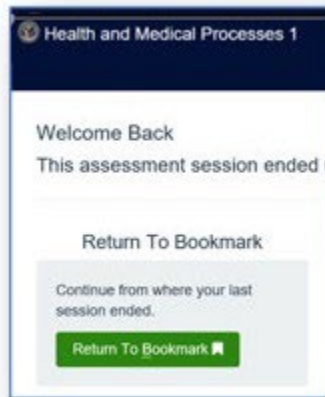 Health and Medical Processes 1
Welcome Back
This assessment session ended
Return To Bookmark
Continue from where your last
session ended.
Return To Bookmark